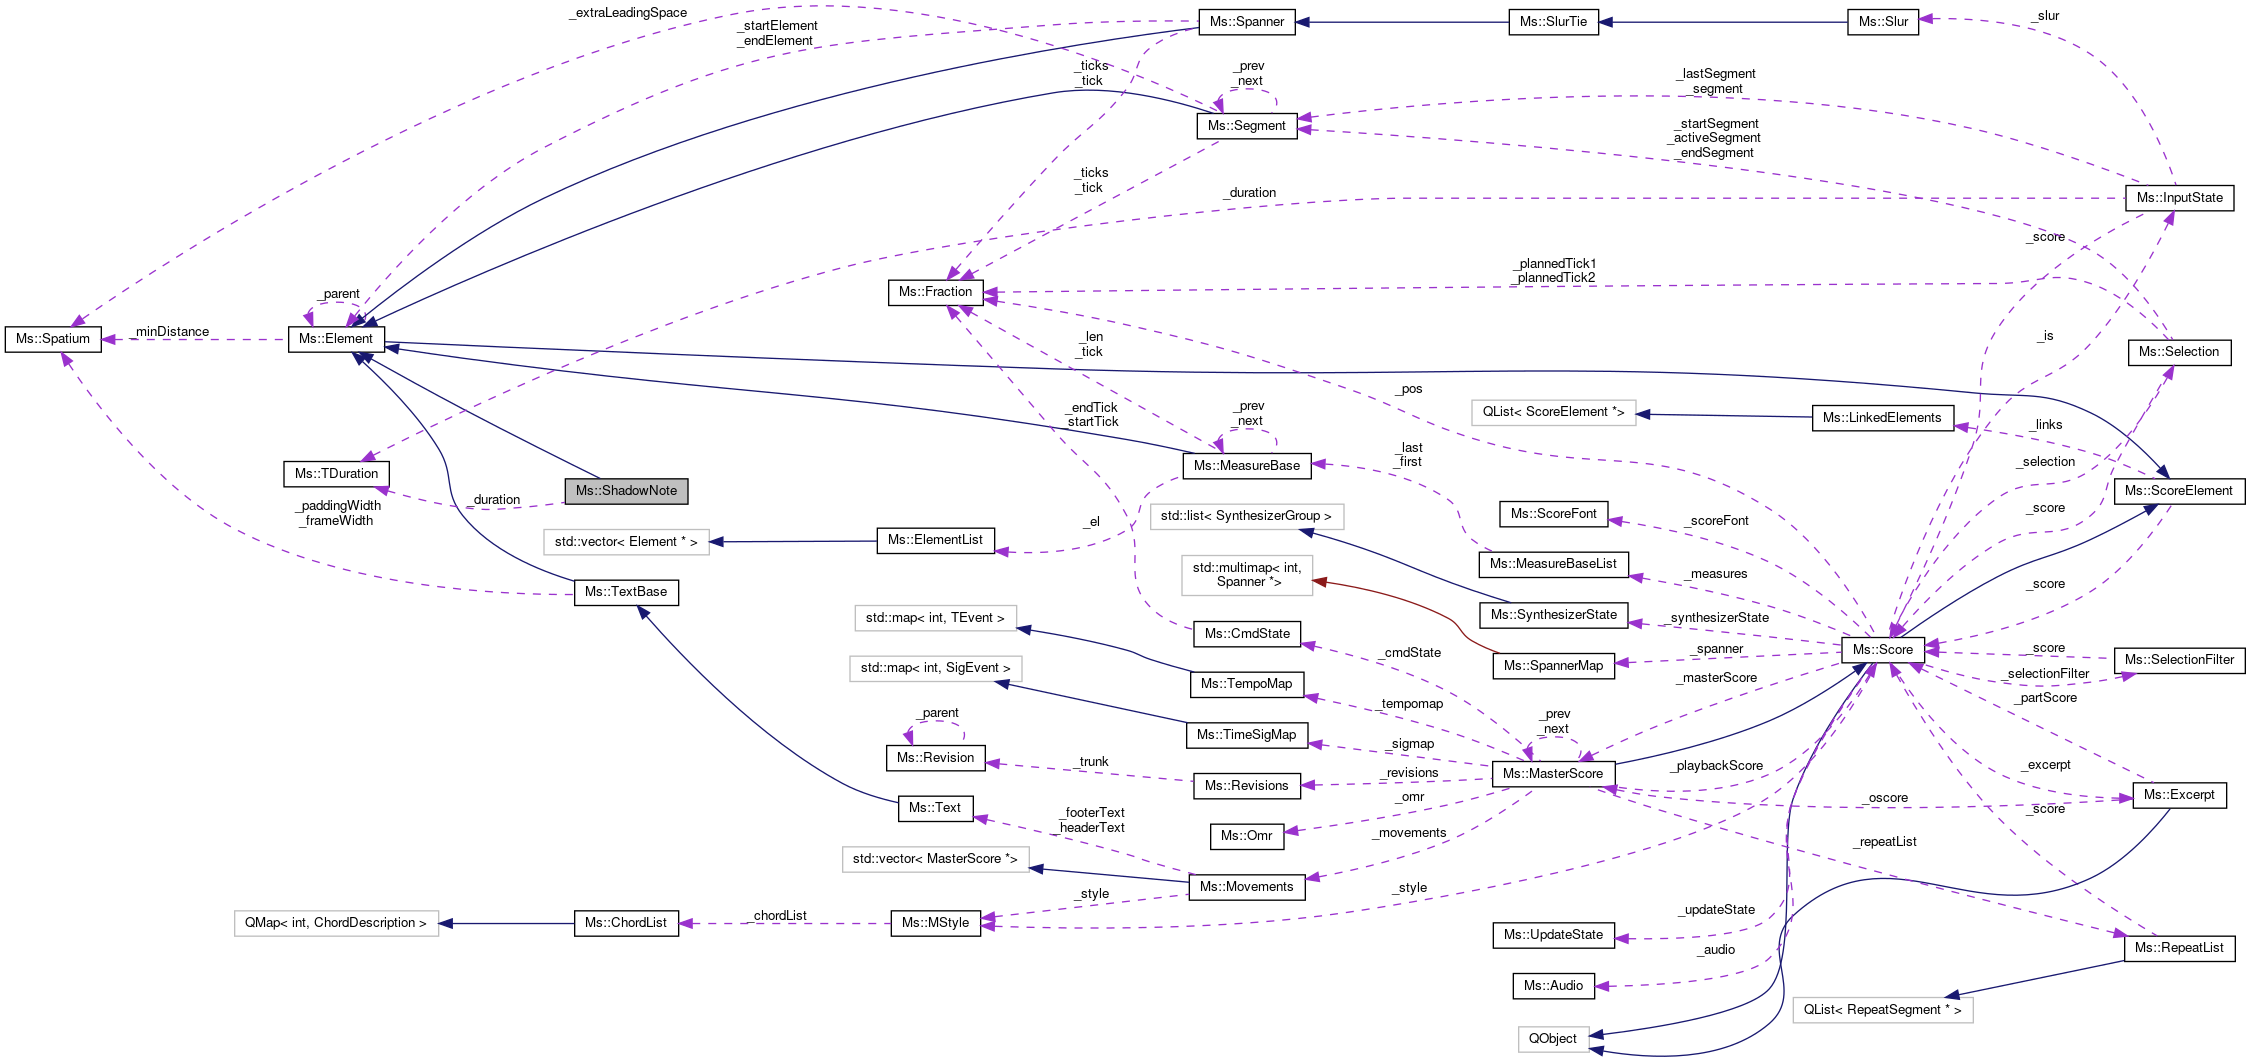 _extraLeadingSpace
_startElement
_endElement
Ms::Spanner
Ms::SlurTie
Ms::Slur
_slur
_ticks
_tick
_prev
_next
_lastSegment
_segment
Ms::Segment
_startSegment
_activeSegment
_endSegment
_ticks
_tick
_duration
Ms::InputState
_score
_plannedTick1
_plannedTick2
Ms::Fraction
_parent
_minDistance
Ms::Spatium
Ms::Element
_len
_tick
_is
Ms::Selection
_pos
_endTick
_startTick
_prev
_next
QList< ScoreElement *>
Ms::LinkedElements
_links
_last
_first
Ms::MeasureBase
_selection
Ms::TDuration
Ms::ShadowNote
_duration
Ms::ScoreElement
_paddingWidth
_frameWidth
std::list< SynthesizerGroup >
Ms::ScoreFont
_scoreFont
_score
_el
std::vector< Element * >
Ms::ElementList
Ms::MeasureBaseList
_measures
std::multimap< int,
Spanner *>
_score
Ms::TextBase
std::map< int, TEvent >
Ms::SynthesizerState
_synthesizerState
Ms::CmdState
_cmdState
_spanner
Ms::Score
_score
Ms::SelectionFilter
std::map< int, SigEvent >
Ms::SpannerMap
_masterScore
_selectionFilter
Ms::TempoMap
_tempomap
_partScore
_parent
_prev
_next
Ms::TimeSigMap
_sigmap
Ms::Revision
_trunk
_revisions
Ms::MasterScore
_playbackScore
_excerpt
Ms::Revisions
_omr
_oscore
Ms::Excerpt
Ms::Text
_footerText
_headerText
_score
Ms::Omr
_movements
_repeatList
std::vector< MasterScore *>
Ms::Movements
_style
_style
QMap< int, ChordDescription >
Ms::ChordList
_chordList
Ms::MStyle
_updateState
Ms::UpdateState
_audio
Ms::RepeatList
Ms::Audio
QList< RepeatSegment * >
QObject